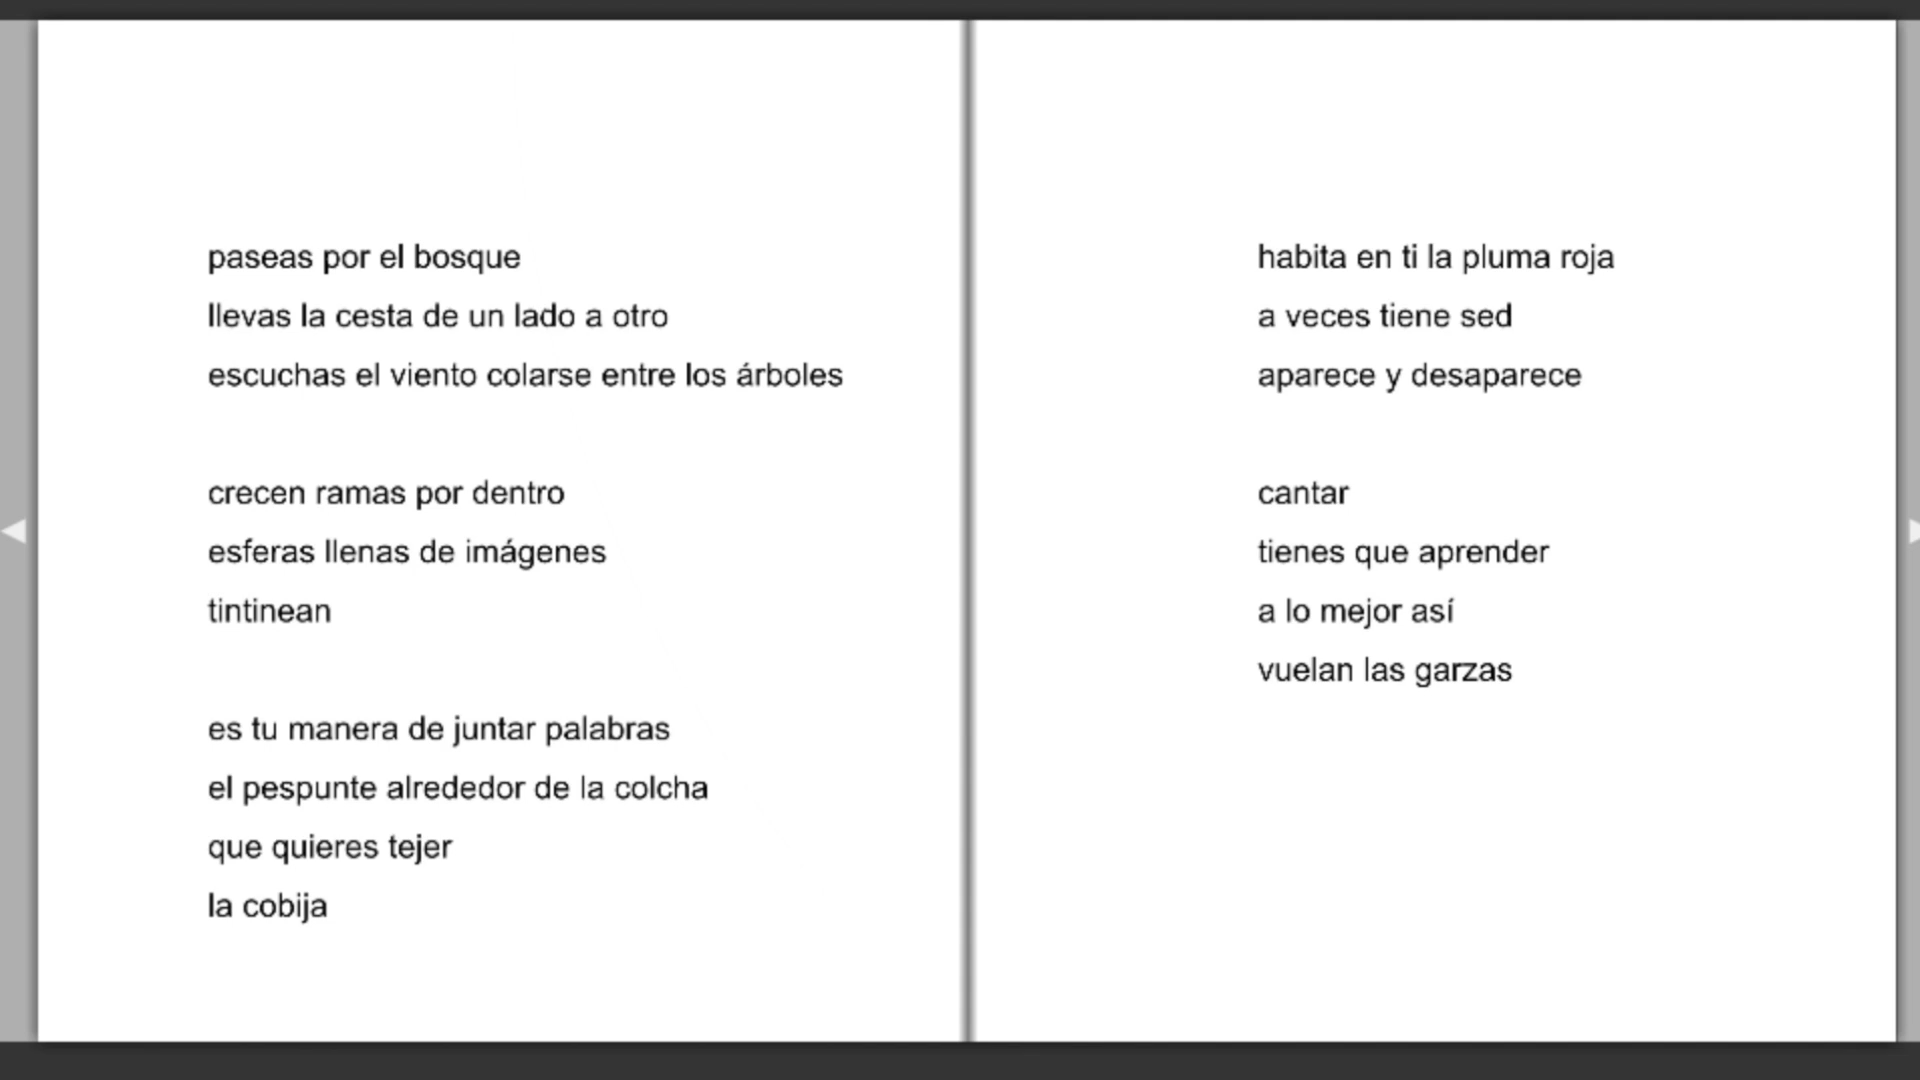 paseas por el bosque
llevas la cesta de un lado a otro
escuchas el viento colarse entre los árboles
crecen ramas por dentro
esferas llenas de imágenes
tintinean
es tu manera de juntar palabras
el pespunte alrededor de la colcha
que quieres tejer
la cobija
habita en ti la pluma roja
a veces tiene sed
aparece y desaparece
cantar
tienes que aprender
a lo mejor así
vuelan las garzas